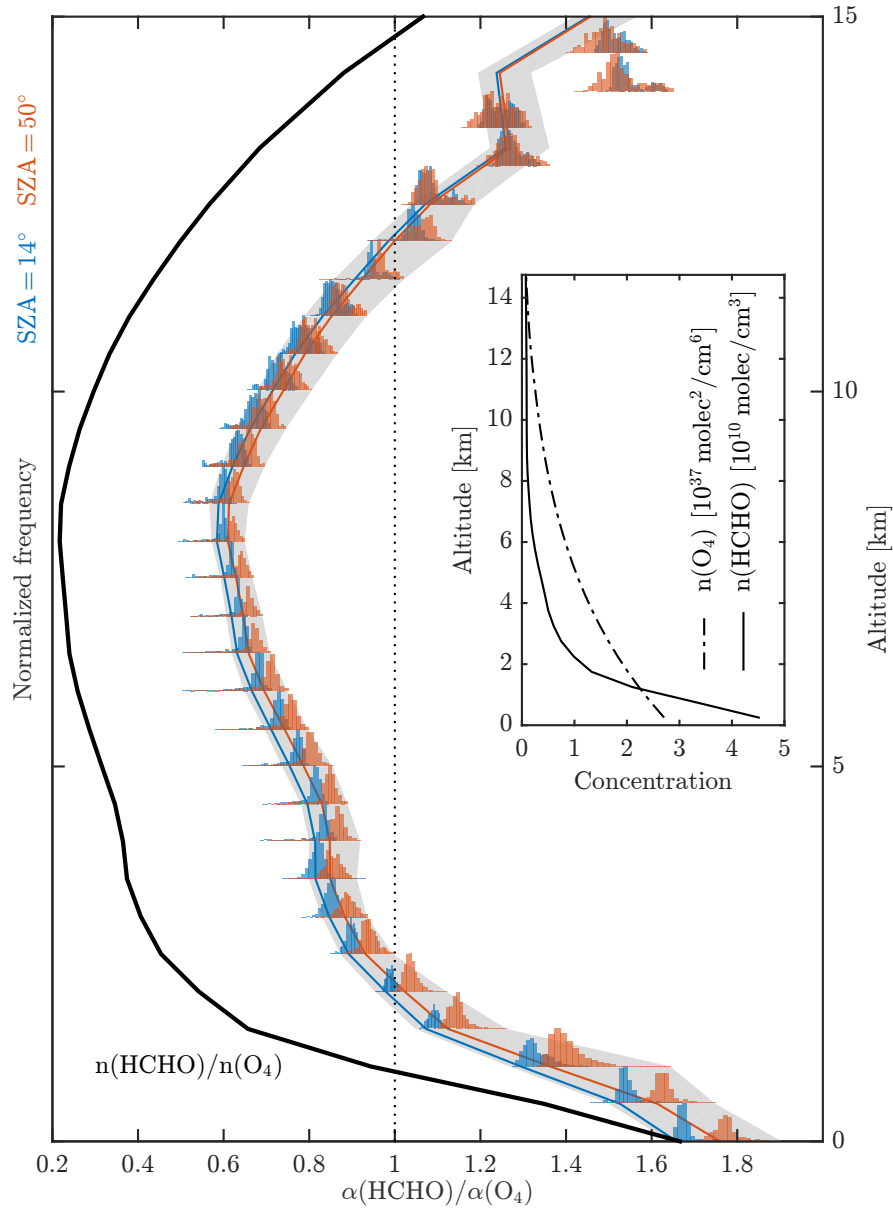 15
10
5
0
Altitude [km]
SZA = 14° SZA = 50°
Normalized frequency
n(HCHO)/n(O₄)
0.2 0.4 0.6 0.8 1 1.2 1.4 1.6 1.8
α(HCHO)/α(O₄)
14
12
10
8
6
4
2
0
Altitude [km]
0 1 2 3 4 5
Concentration
n(O₄) [10³⁷ molec²/cm⁶]
n(HCHO) [10¹⁰ molec/cm³]